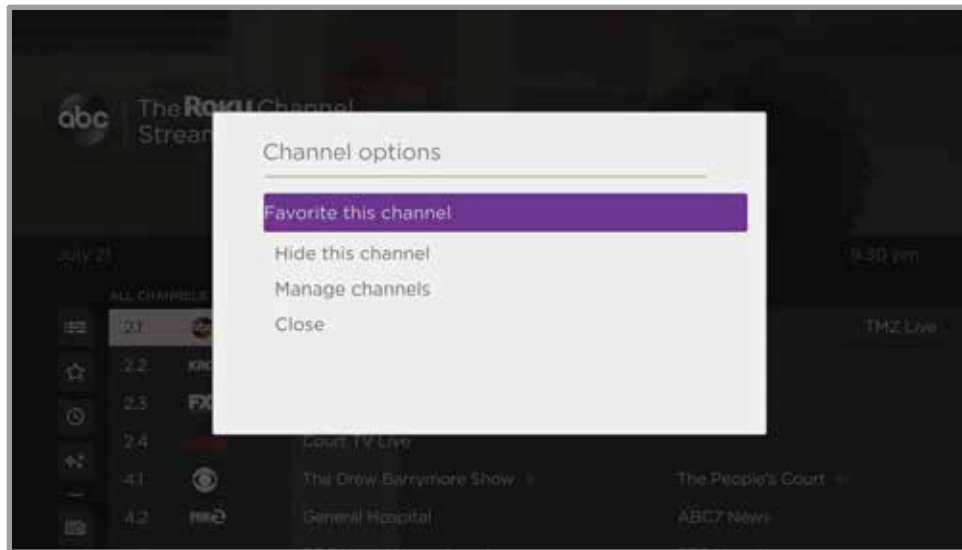 abc
The Roku Channel
Stream
Channel options
Favorite this channel
Hide this channel
Manage channels
Close
July 21
9:30 pm
ALL CHANNELS
2.1 abc TMZ Live
2.2
2.3 FX
2.4 Court TV Live
4.1 The Drew Barrymore Show The People's Court
4.2 General Hospital ABC7 News